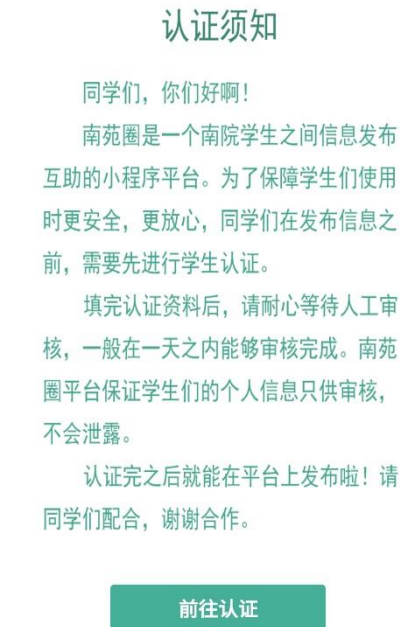 认证须知
同学们，你们好啊！
南苑圈是一个南院学生之间信息发布
互助的小程序平台。为了保障学生们使用
时更安全，更放心，同学们在发布信息之
前，需要先进行学生认证。
填完认证资料后，请耐心等待人工审
核，一般在一天之内能够审核完成。南苑
圈平台保证学生们的个人信息只供审核，
不会泄露。
认证完之后就能在平台上发布啦！请
同学们配合，谢谢合作。
前往认证